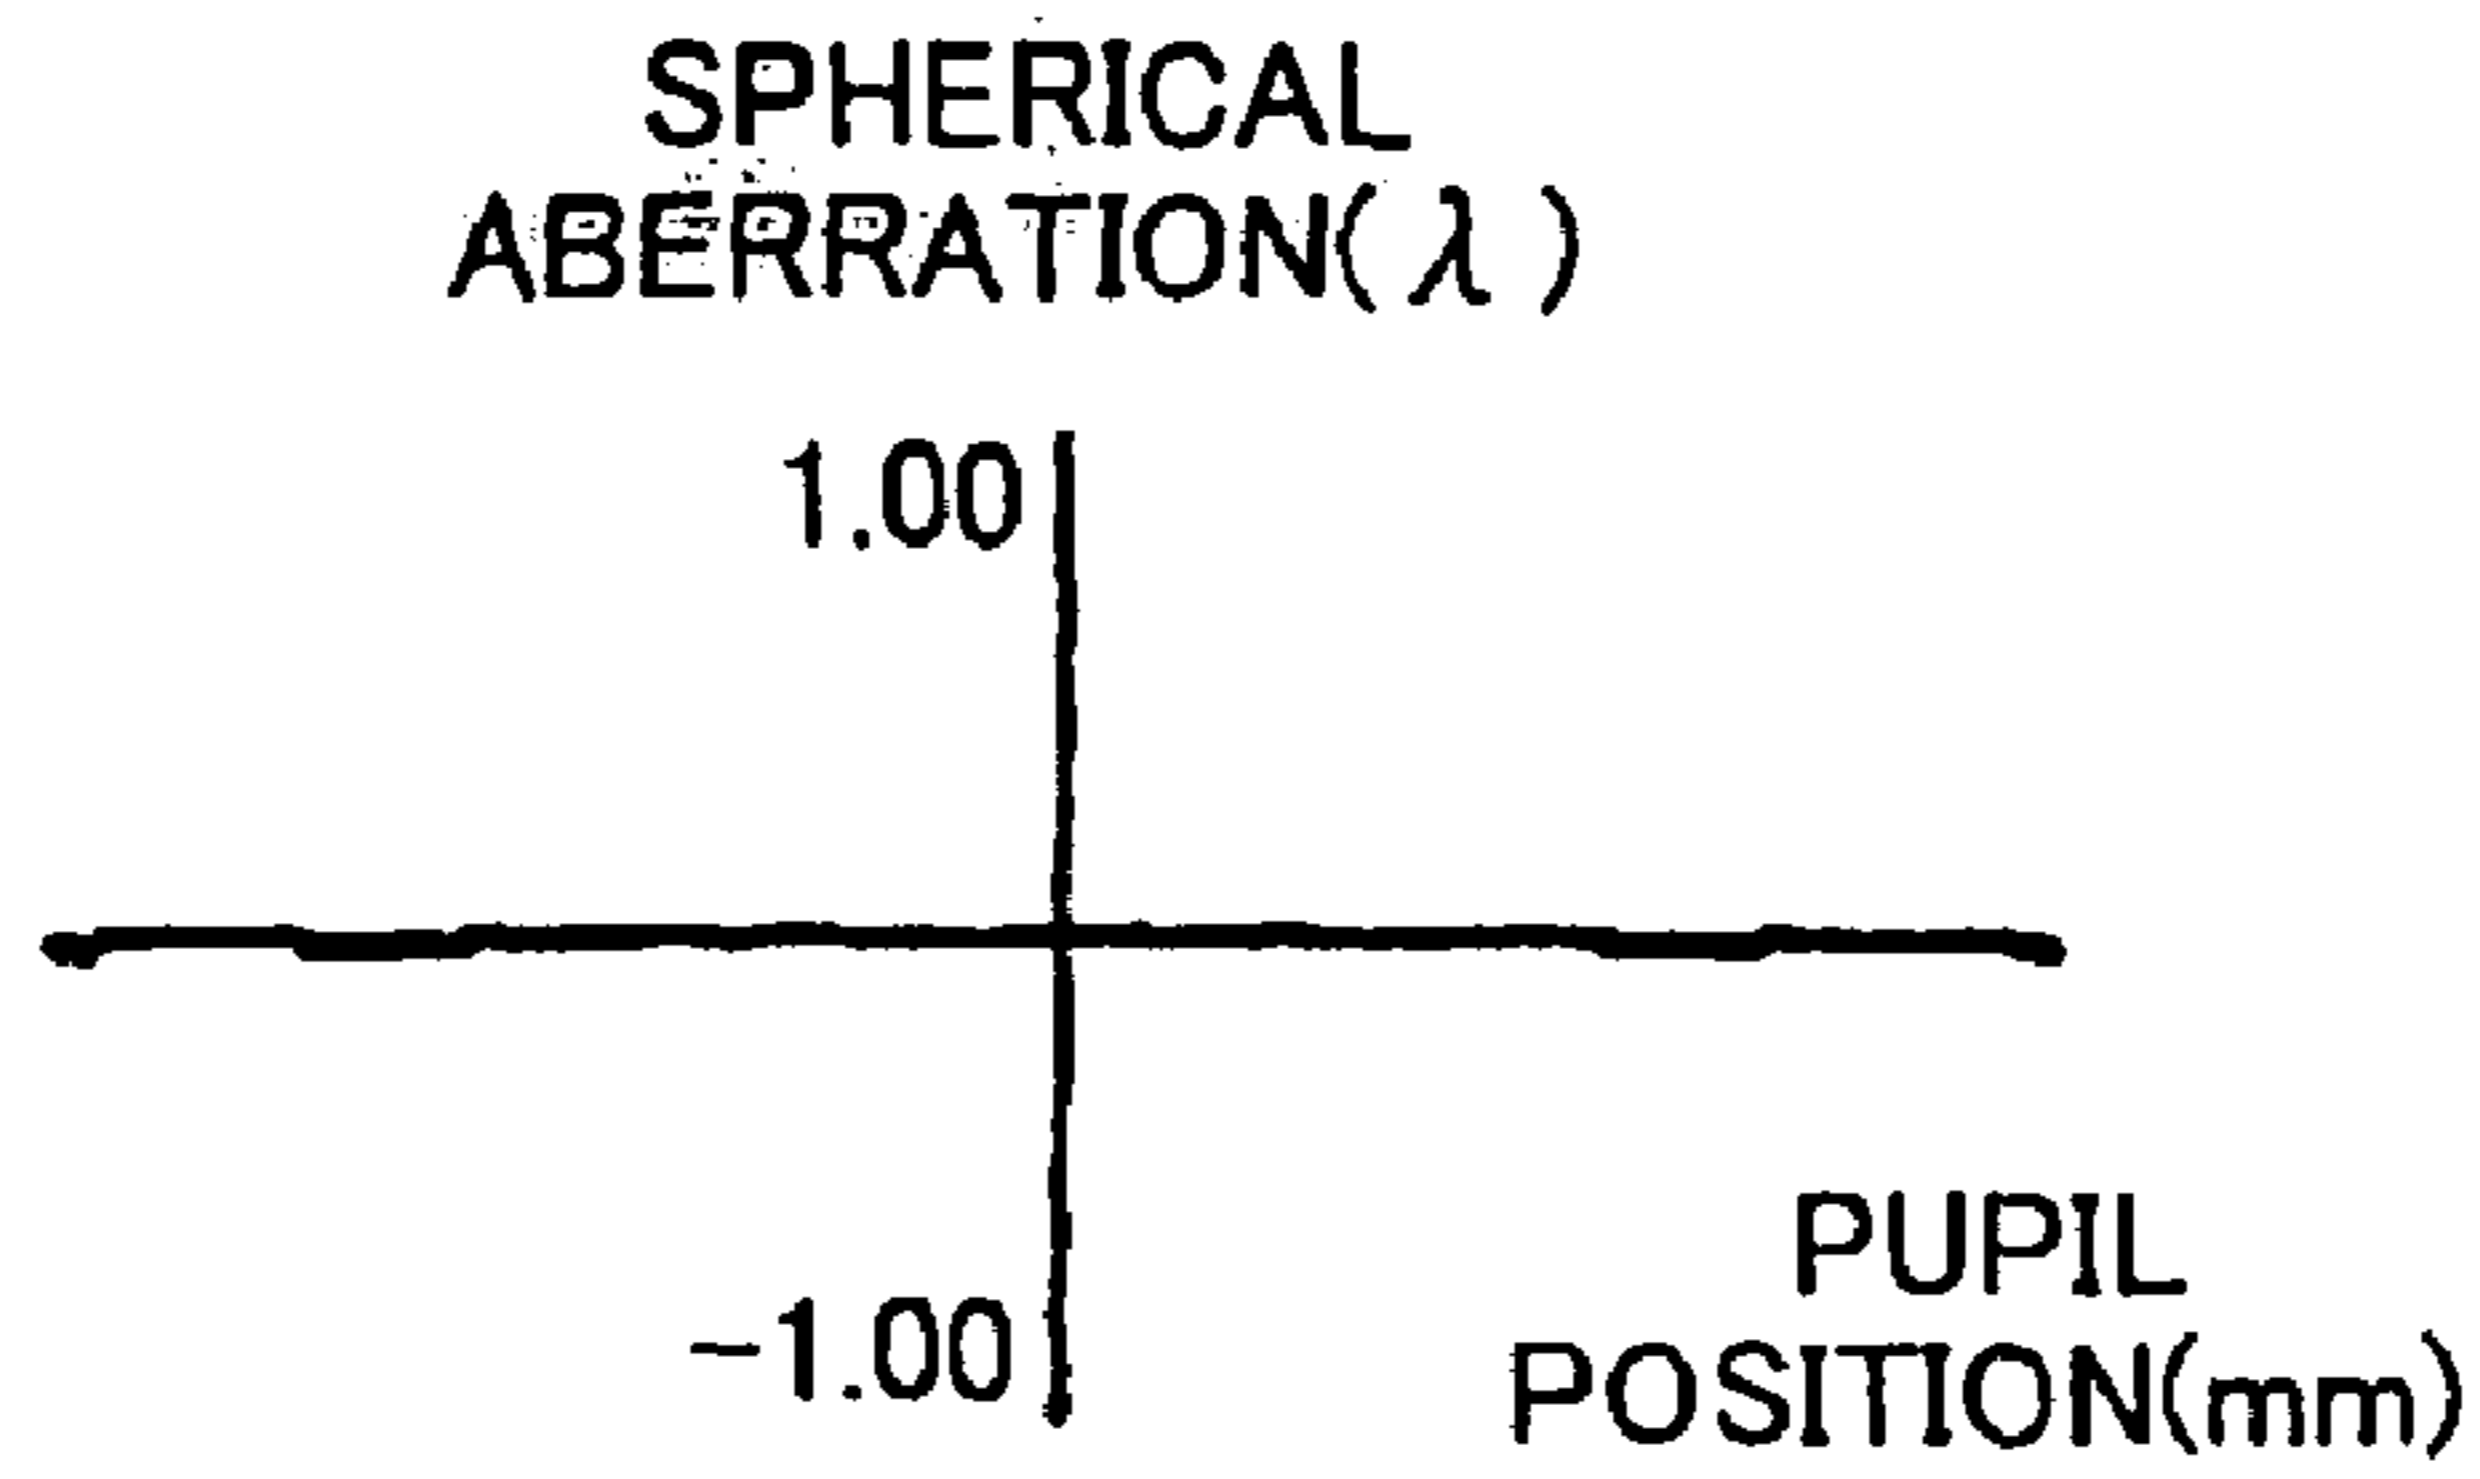 SPHERICAL
ABERRATION(λ)
1.00
-1.00
PUPIL
POSITION(mm)